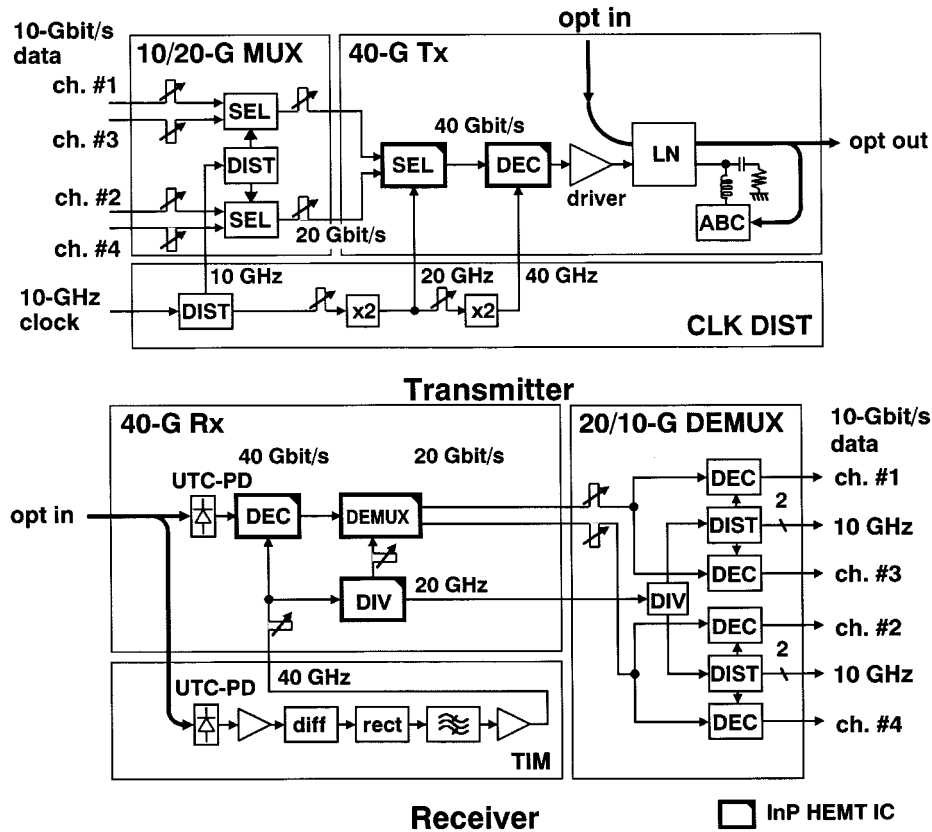 opt in
10-Gbit/s
data
10/20-G MUX
40-G Tx
ch. #1
SEL
ch. #3
40 Gbit/s
SEL
DEC
LN
opt out
DIST
driver
ch. #2
SEL
20 Gbit/s
ABC
ch. #4
10 GHz
20 GHz
40 GHz
10-GHz
clock
DIST
x2
x2
CLK DIST
Transmitter
40-G Rx
20/10-G DEMUX
10-Gbit/s
data
40 Gbit/s
20 Gbit/s
UTC-PD
DEC
ch. #1
opt in
DEC
DEMUX
DIST
2
10 GHz
DEC
ch. #3
DIV
20 GHz
DIV
DEC
ch. #2
2
UTC-PD
40 GHz
DIST
10 GHz
diff
rect
DEC
ch. #4
TIM
Receiver
InP HEMT IC